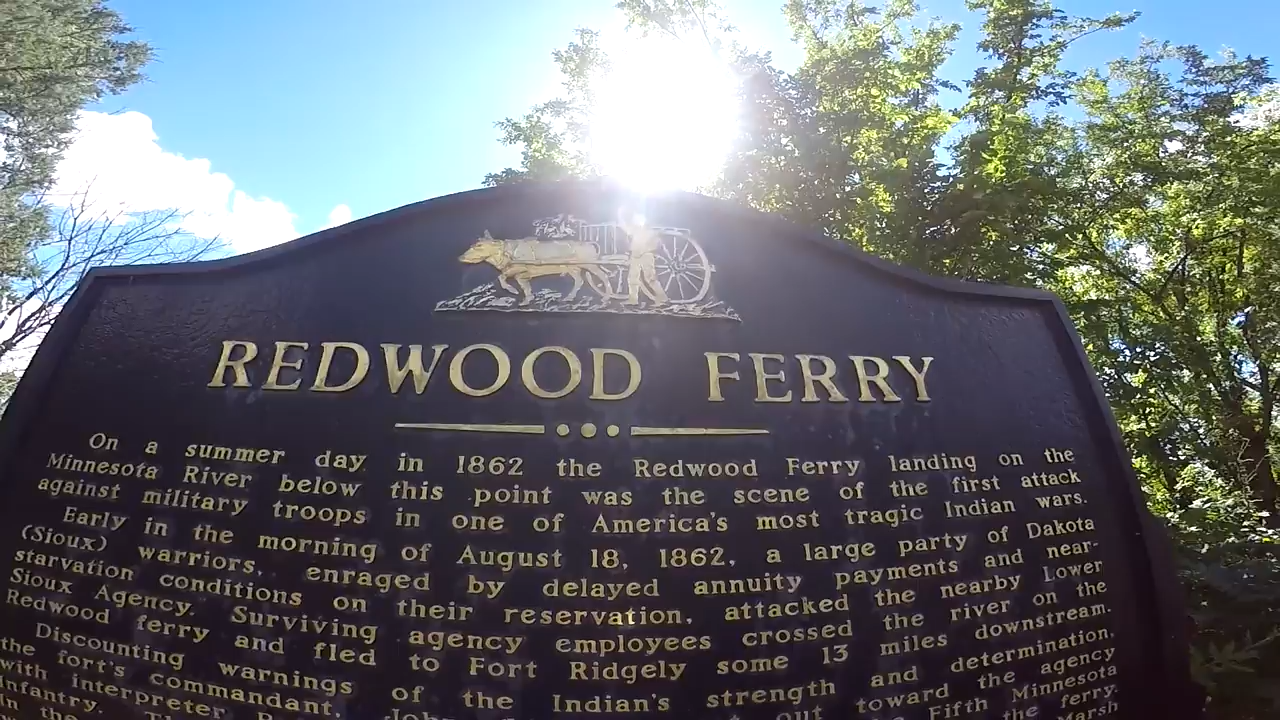 REDWOOD FERRY
On a summer day in 1862 the Redwood Ferry landing on the
Minnesota River below this point was the scene of the first attack
against military troops in one of America's most tragic Indian wars.
Early in the morning of August 18, 1862, a large party of Dakota
(Sioux) warriors, enraged by delayed annuity payments and near-
starvation conditions on their reservation, attacked the nearby Lower
Sioux Agency. Surviving agency employees crossed the river on the
Redwood ferry and fled to Fort Ridgely some 13 miles downstream.
Discounting warnings of the Indian's strength and determination,
the fort's commandant, out toward the agency
with interpreter Fifth Minnesota
Infantry. the ferry.
In the Marsh